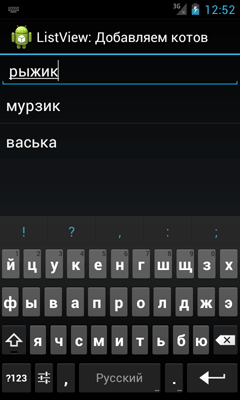 3G 12:52
ListView: Добавляем котов
рыжик
мурзик
васька
! ? , : ;
й ц у к е н г ш щ з х
ф ы в а п р о л д ж э
я ч с м и т ь б ю
?123 , Русский .